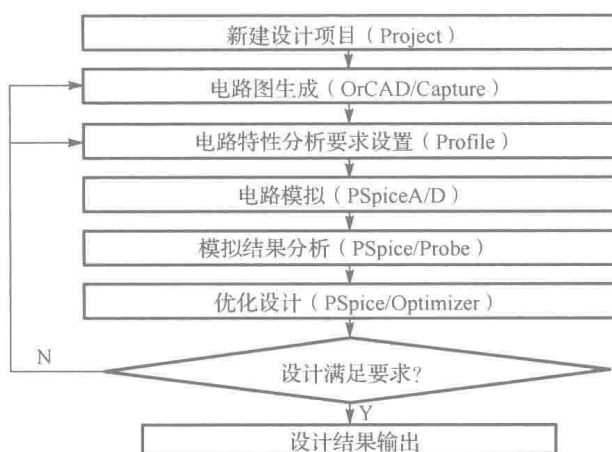 新建设计项目（Project）
电路图生成（OrCAD/Capture）
电路特性分析要求设置（Profile）
电路模拟（PSpiceA/D）
模拟结果分析（PSpice/Probe）
优化设计（PSpice/Optimizer）
N
设计满足要求?
Y
设计结果输出